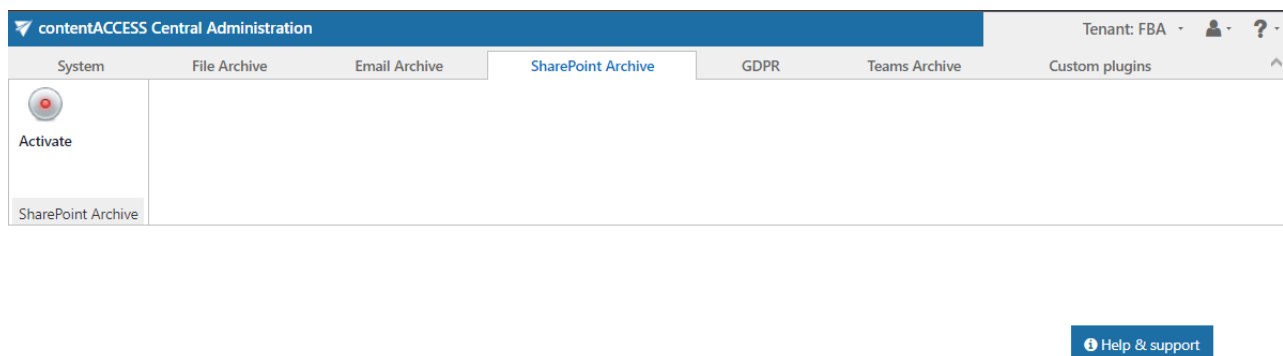 contentACCESS Central Administration
Tenant: FBA
?
System File Archive Email Archive SharePoint Archive GDPR Teams Archive Custom plugins
Activate
SharePoint Archive
Help & support